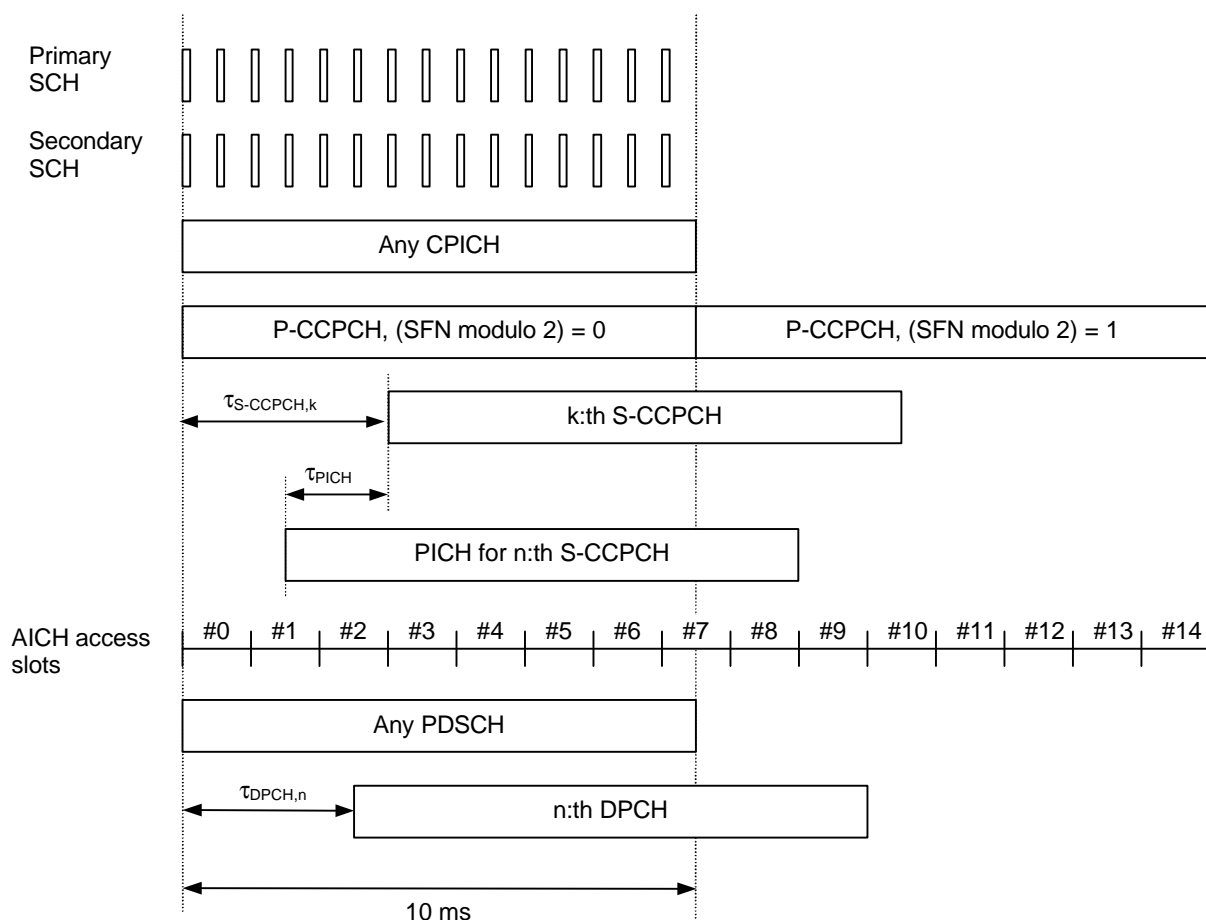 Primary
SCH
Secondary
SCH
Any CPICH
P-CCPCH, (SFN modulo 2) = 0
P-CCPCH, (SFN modulo 2) = 1
τS-CCPCH,k
k:th S-CCPCH
τPICH
PICH for n:th S-CCPCH
AICH access
slots
#0 #1 #2 #3 #4 #5 #6 #7 #8 #9 #10 #11 #12 #13 #14
Any PDSCH
τDPCH,n
n:th DPCH
10 ms